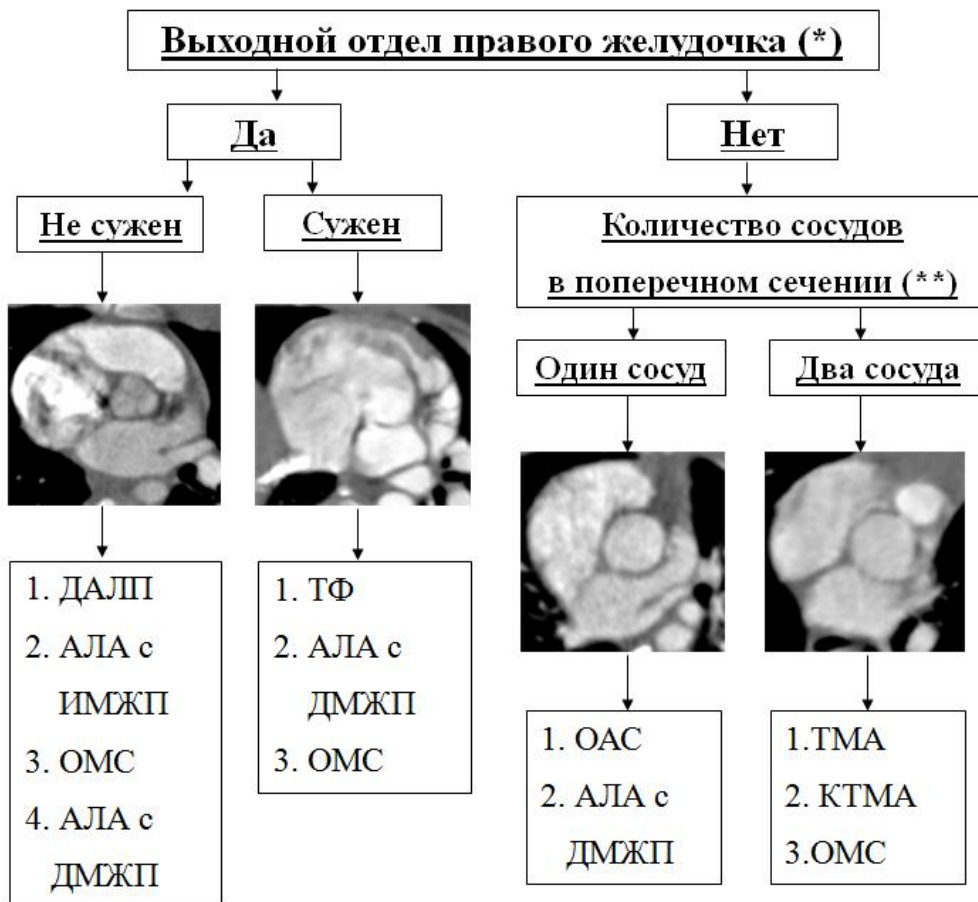 Выходной отдел правого желудочка (*)
Да
Нет
Не сужен
Сужен
Количество сосудов
в поперечном сечении (**)
Один сосуд
Два сосуда
1. ДАЛП
2. АЛА с
ИМЖП
3. ОМС
4. АЛА с
ДМЖП
1. ТФ
2. АЛА с
ДМЖП
3. ОМС
1. ОАС
2. АЛА с
ДМЖП
1.ТМА
2. КТМА
3.ОМС